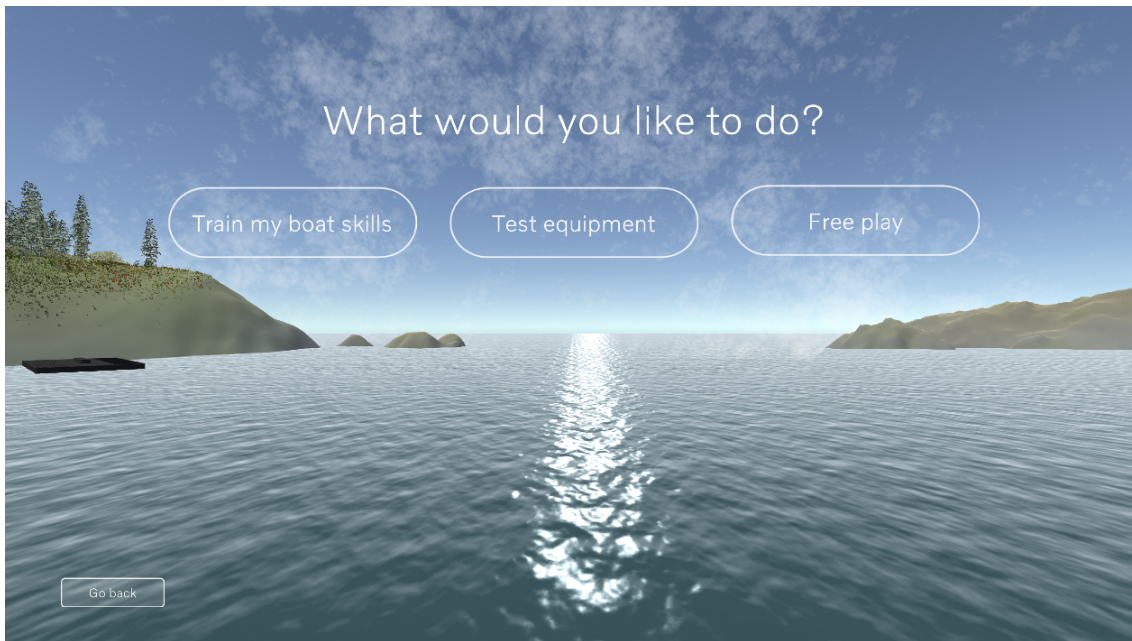 What would you like to do?
Train my boat skills
Test equipment
Free play
Go back